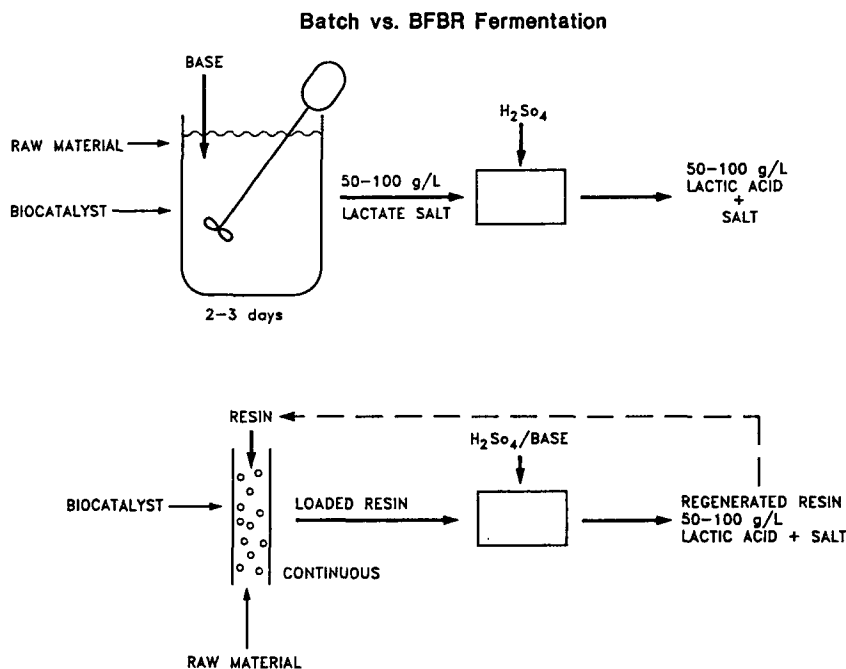 Batch vs. BFBR Fermentation
BASE
RAW MATERIAL
BIOCATALYST
2-3 days
50-100 g/L
LACTATE SALT
H₂So₄
50-100 g/L
LACTIC ACID
+
SALT
RESIN
BIOCATALYST
LOADED RESIN
CONTINUOUS
RAW MATERIAL
H₂So₄/BASE
REGENERATED RESIN
50-100 g/L
LACTIC ACID + SALT